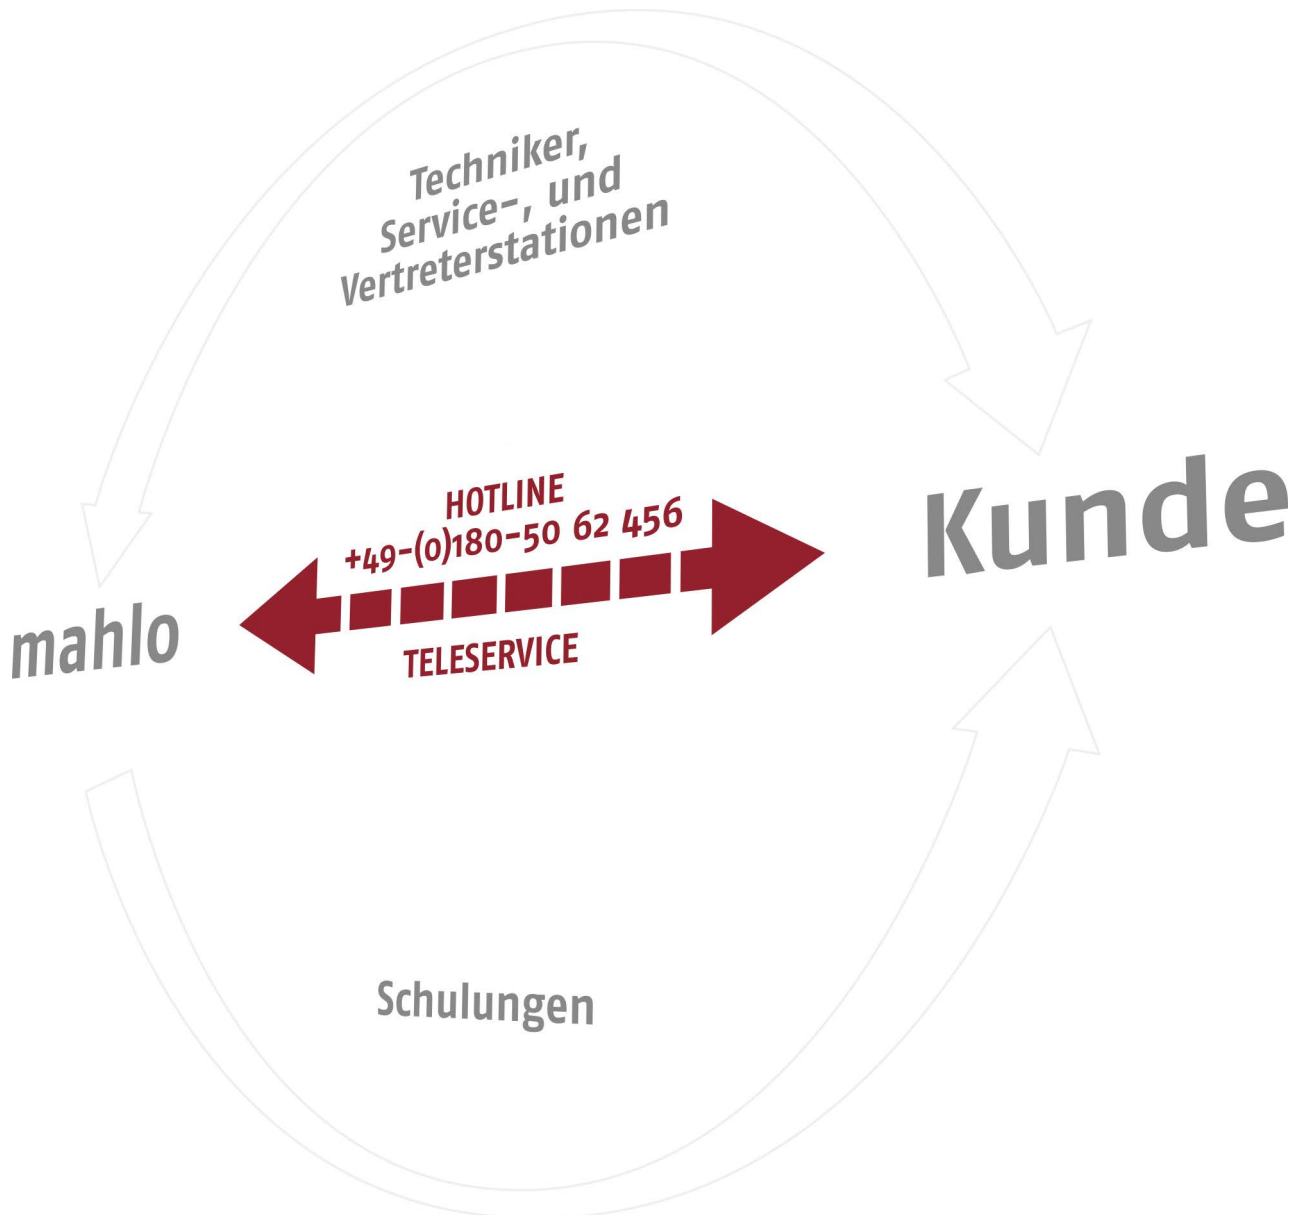 Techniker,
Service-, und
Vertreterstationen
HOTLINE
+49-(0)180-50 62 456
Kunde
mahlo
TELESERVICE
Schulungen